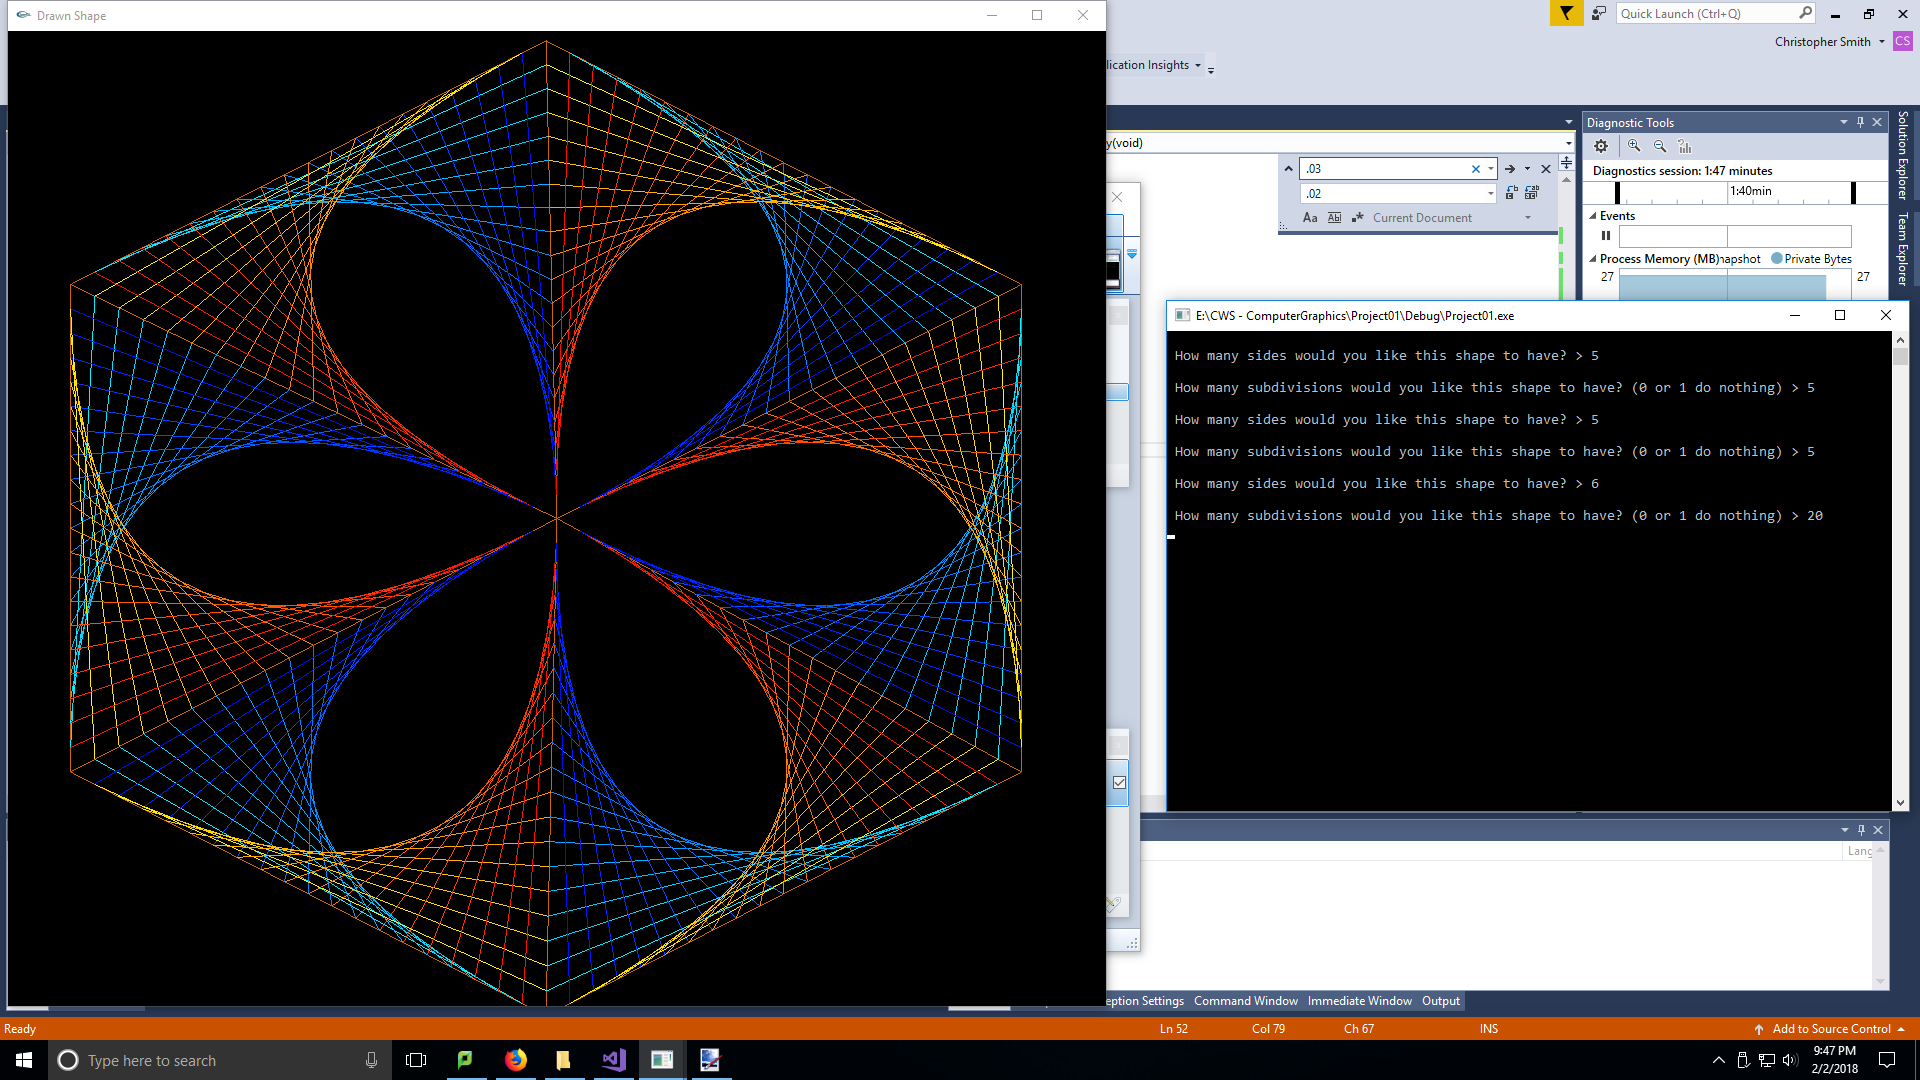 Drawn Shape
Quick Launch (Ctrl+Q)
Christopher Smith
CS
lication Insights
y(void)
.03
.02
Aa
Ab
Current Document
Diagnostic Tools
Diagnostics session: 1:47 minutes
1:40min
Events
Process Memory (MB)
napshot
Private Bytes
27
27
Solution Explorer
Team Explorer
E:\CWS - ComputerGraphics\Project01\Debug\Project01.exe
How many sides would you like this shape to have? > 5
How many subdivisions would you like this shape to have? (0 or 1 do nothing) > 5
How many sides would you like this shape to have? > 5
How many subdivisions would you like this shape to have? (0 or 1 do nothing) > 5
How many sides would you like this shape to have? > 6
How many subdivisions would you like this shape to have? (0 or 1 do nothing) > 20
Lang
eption Settings
Command Window
Immediate Window
Output
Ready
Ln 52
Col 79
Ch 67
INS
Add to Source Control
Type here to search
9:47 PM
2/2/2018